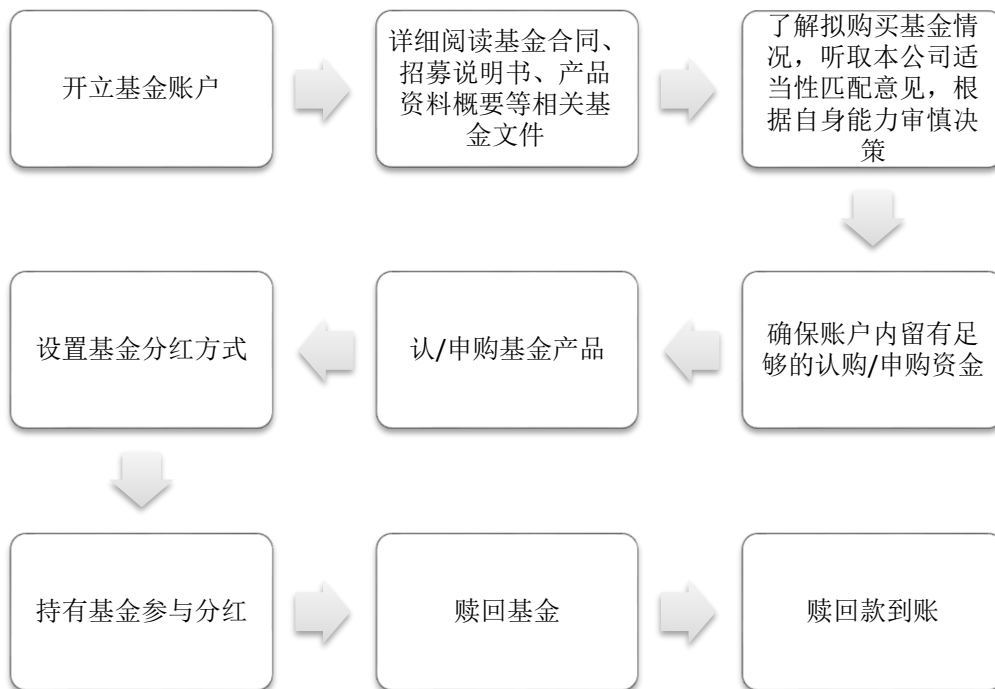 开立基金账户
详细阅读基金合同、
招募说明书、产品
资料概要等相关基
金文件
了解拟购买基金情
况，听取本公司适
当性匹配意见，根
据自身能力审慎决
策
确保账户内留有足
够的认购/申购资金
认/申购基金产品
设置基金分红方式
持有基金参与分红
赎回基金
赎回款到账